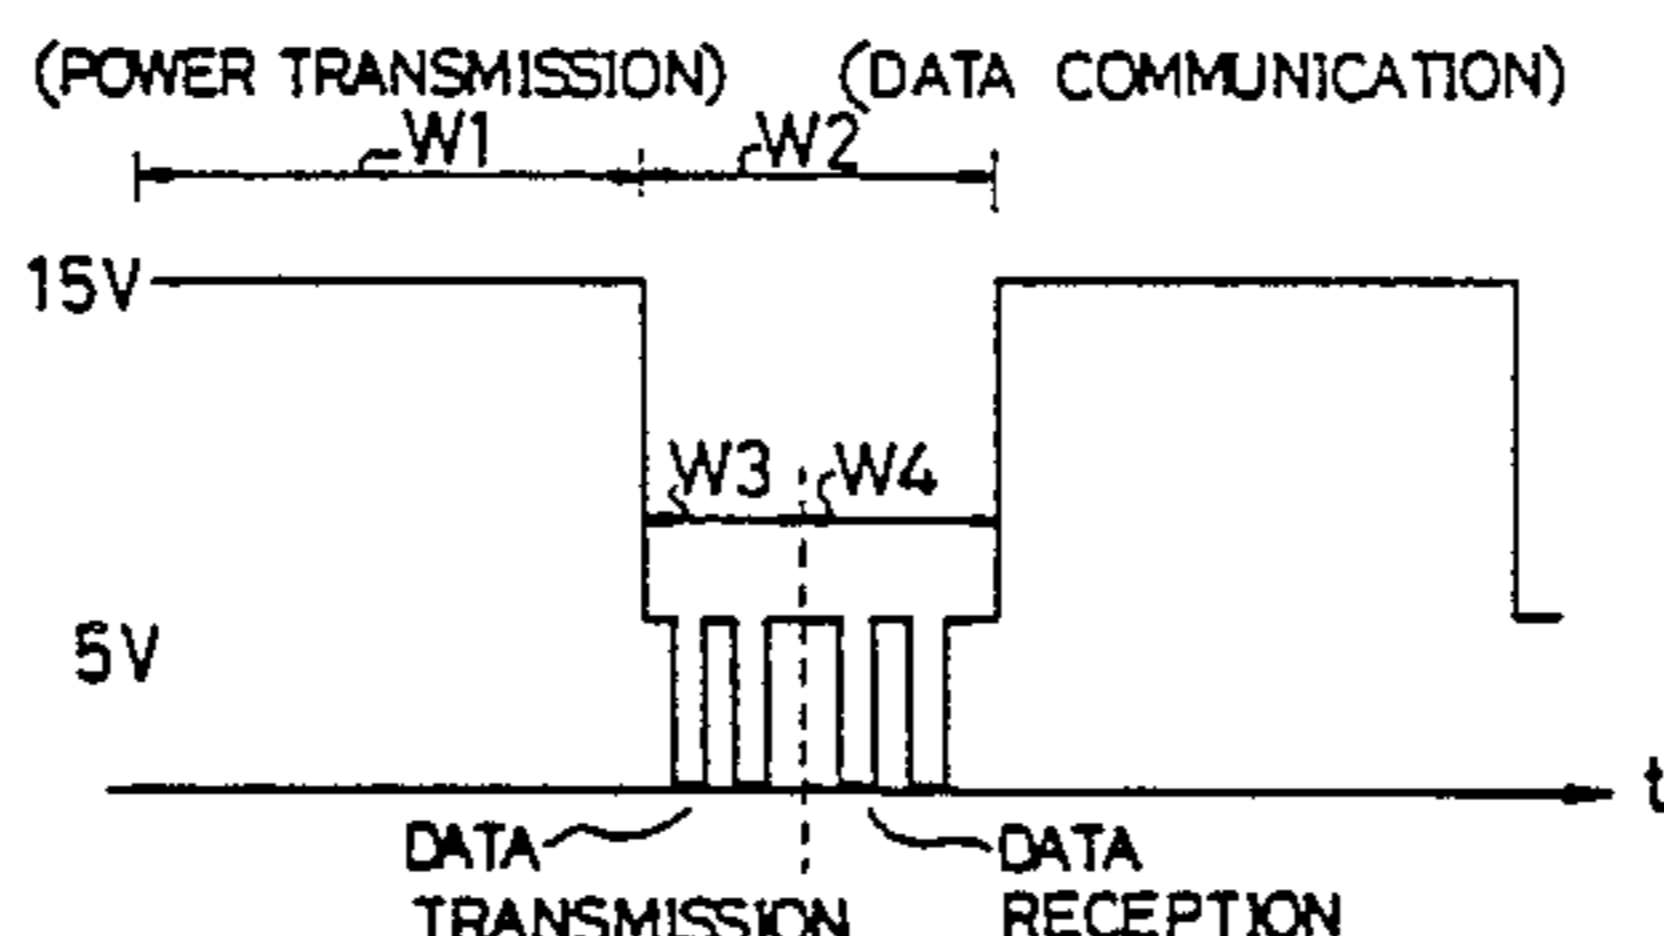 (POWER TRANSMISSION) (DATA COMMUNICATION)
W1 W2
15V
W3 W4
5V
t
DATA TRANSMISSION
DATA RECEPTION